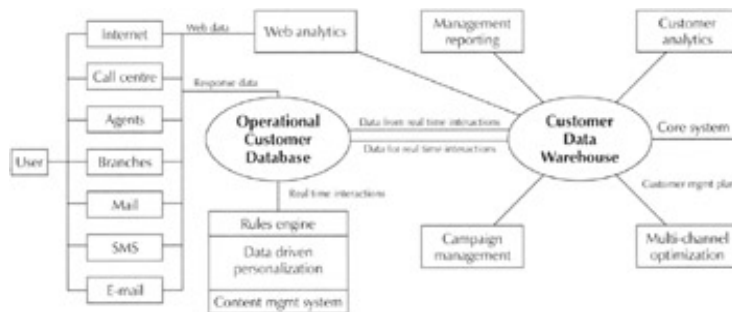 Internet
Call centre
Agents
User
Branches
Mail
SMS
E-mail
Web data
Response data
Web analytics
Management
reporting
Customer
analytics
Operational
Customer
Database
Data from real time interactions
Data for real time interactions
Customer
Data
Warehouse
Core system
Real time interactions
Customer mgmt plan
Rules engine
Data driven
personalization
Content mgmt system
Campaign
management
Multi-channel
optimization